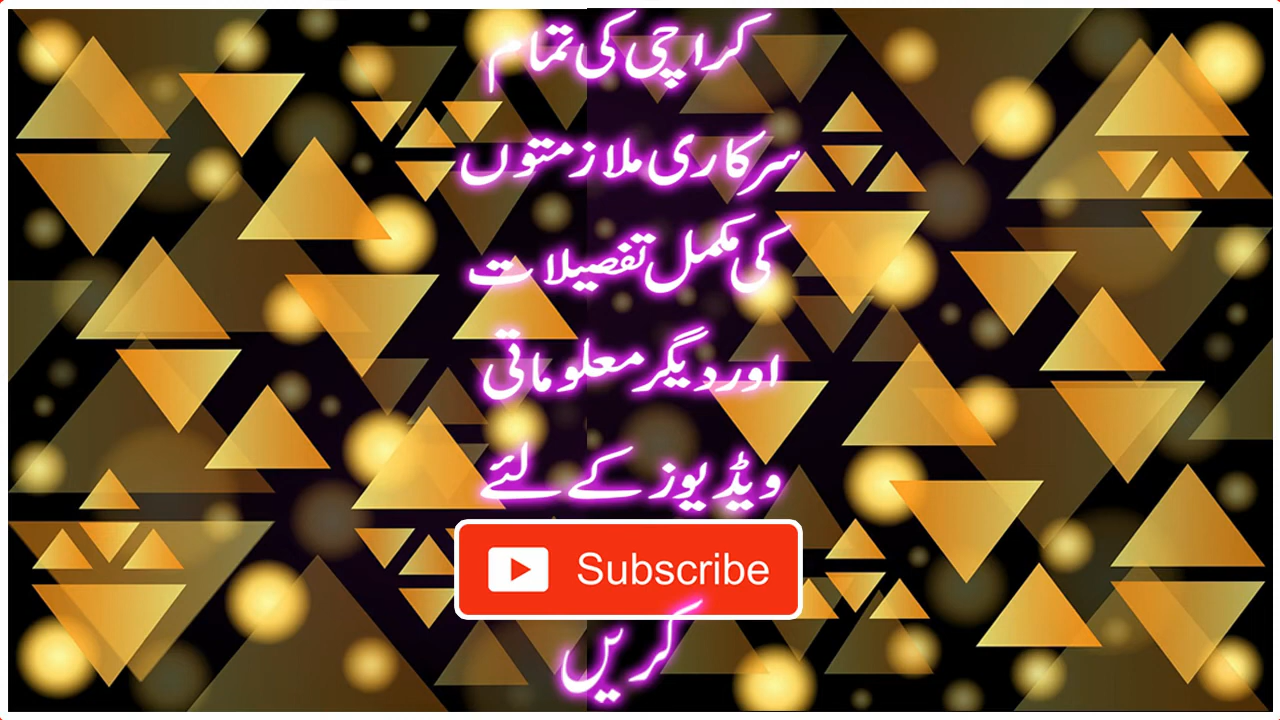 کراچی کی تمام
سرکاری ملازمتوں
کی مکمل تفصیلات
اور دیگر معلوماتی
ویڈیوز کے لئے
Subscribe
کریں